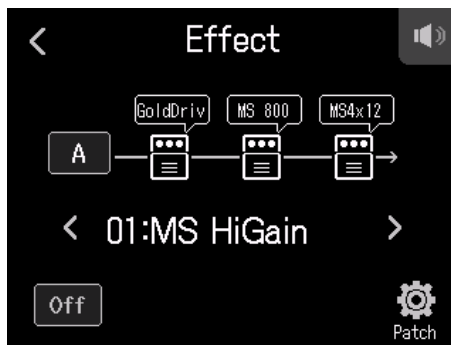 Effect
GoldDriv MS 800 MS4x12
A
01:MS HiGain
Off
Patch